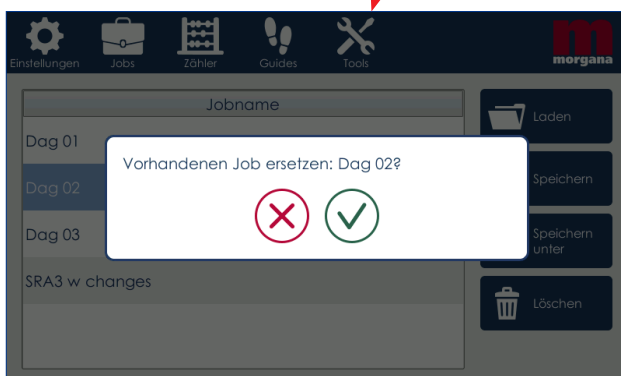 Einstellungen Jobs Zähler Guides Tools
morgana
Jobname
Laden
Dag 01
Vorhandenen Job ersetzen: Dag 02?
Dag 02
Speichern
Dag 03
Speichern
unter
SRA3 w changes
Löschen